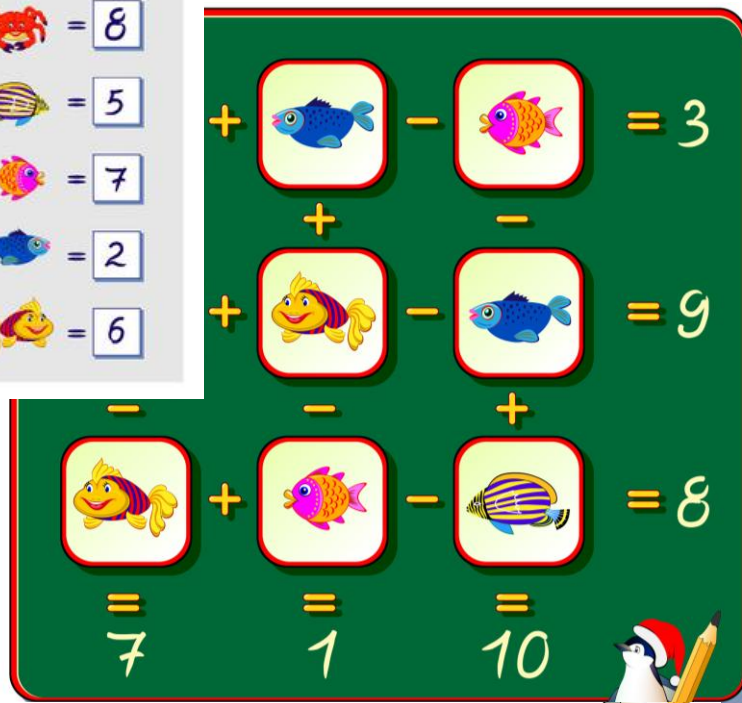 = 8
= 5
= 7
= 2
= 6
+ - = 3
+ -
+ - = 9
- - +
+ - = 8
= = =
7 1 10